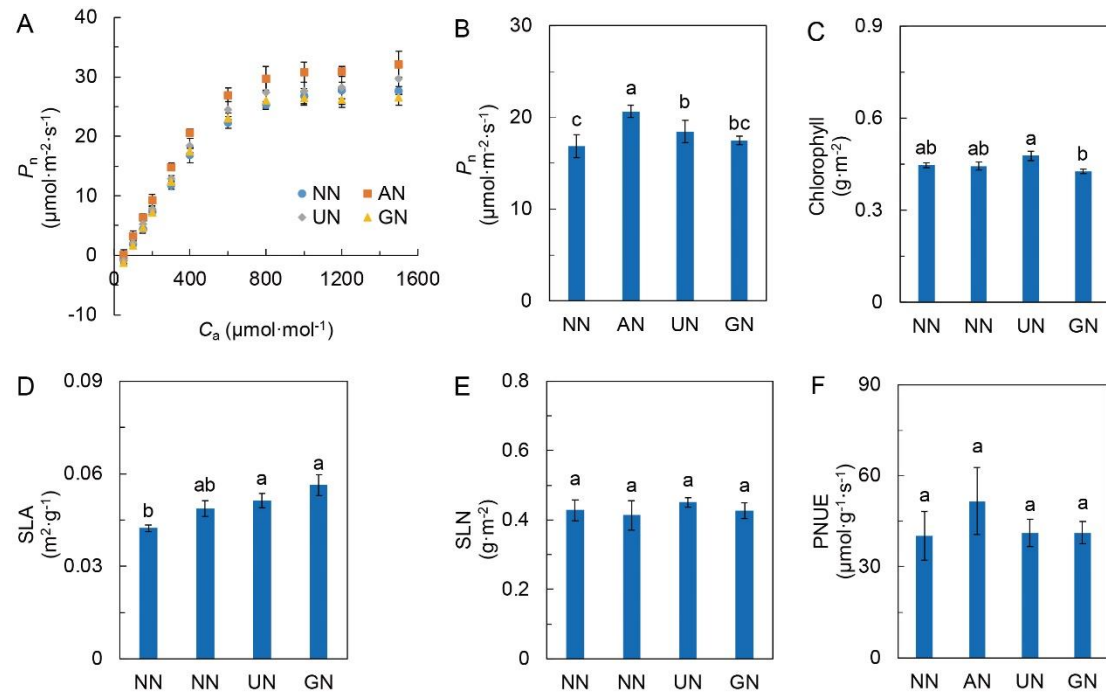 A
40
30
20
10
0
-10
Pn
(μmol·m-2·s-1)
0
400
800
1200
1600
Ca (μmol·mol-1)
NN
AN
UN
GN
B
30
20
10
0
Pn
(μmol·m-2·s-1)
c
a
b
bc
NN AN UN GN
C
0.9
0.6
0.3
0
Chlorophyll
(g·m-2)
ab
ab
a
b
NN NN UN GN
D
0.09
0.06
0.03
0
SLA
(m2·g-1)
b
ab
a
a
NN NN UN GN
E
0.8
0.6
0.4
0.2
0
SLN
(g·m-2)
a
a
a
a
NN NN UN GN
F
90
60
30
0
PNUE
(μmol·g-1·s-1)
a
a
a
a
NN AN UN GN